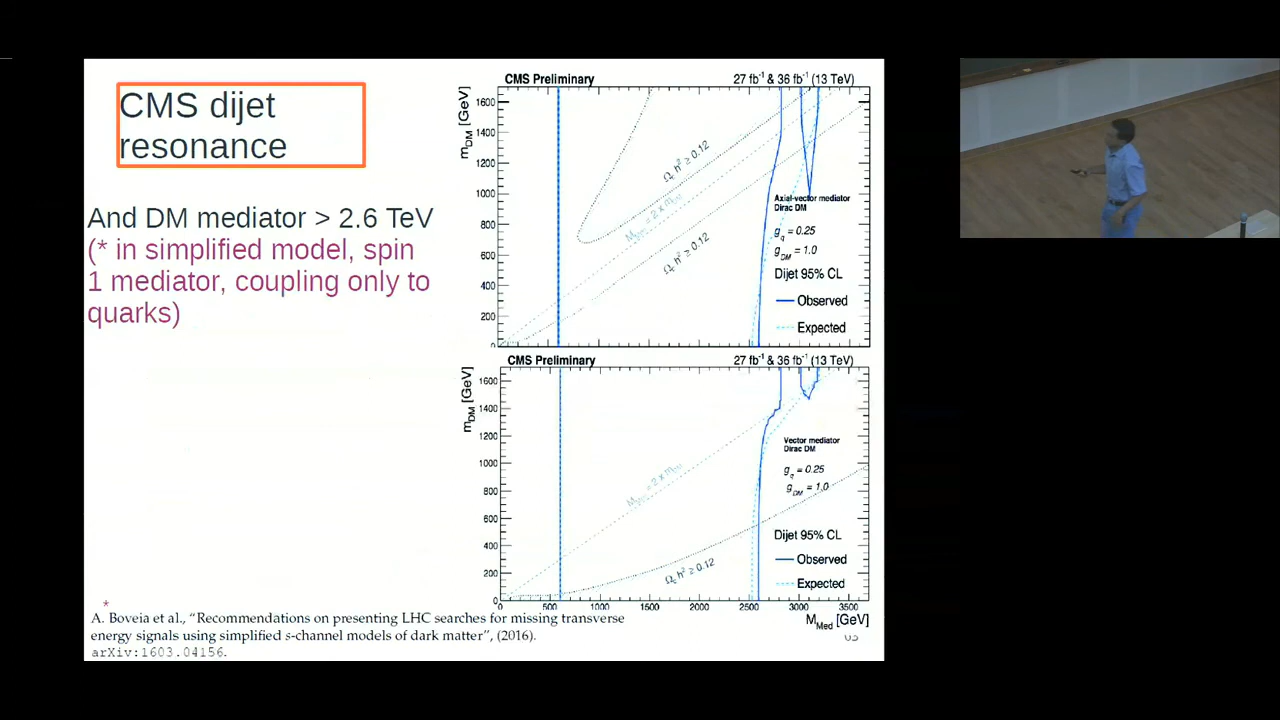 CMS dijet
resonance
And DM mediator > 2.6 TeV
(* in simplified model, spin
1 mediator, coupling only to
quarks)
CMS Preliminary 27 fb⁻¹ & 36 fb⁻¹ (13 TeV)
m_DM [GeV]
1600
1400
1200
1000
800
600
400
200
0
Ω_c h² ≥ 0.12
M_Med = 2 x m_DM
Ω_c h² ≥ 0.12
Axial-vector mediator
Dirac DM
g_q = 0.25
g_DM = 1.0
Dijet 95% CL
Observed
Expected
CMS Preliminary 27 fb⁻¹ & 36 fb⁻¹ (13 TeV)
m_DM [GeV]
1600
1400
1200
1000
800
600
400
200
0
M_Med = 2 x m_DM
Ω_c h² ≥ 0.12
Vector mediator
Dirac DM
g_q = 0.25
g_DM = 1.0
Dijet 95% CL
Observed
Expected
0 500 1000 1500 2000 2500 3000 3500
M_Med [GeV]
*
A. Boveia et al., “Recommendations on presenting LHC searches for missing transverse
energy signals using simplified s-channel models of dark matter”, (2016).
arXiv:1603.04156.